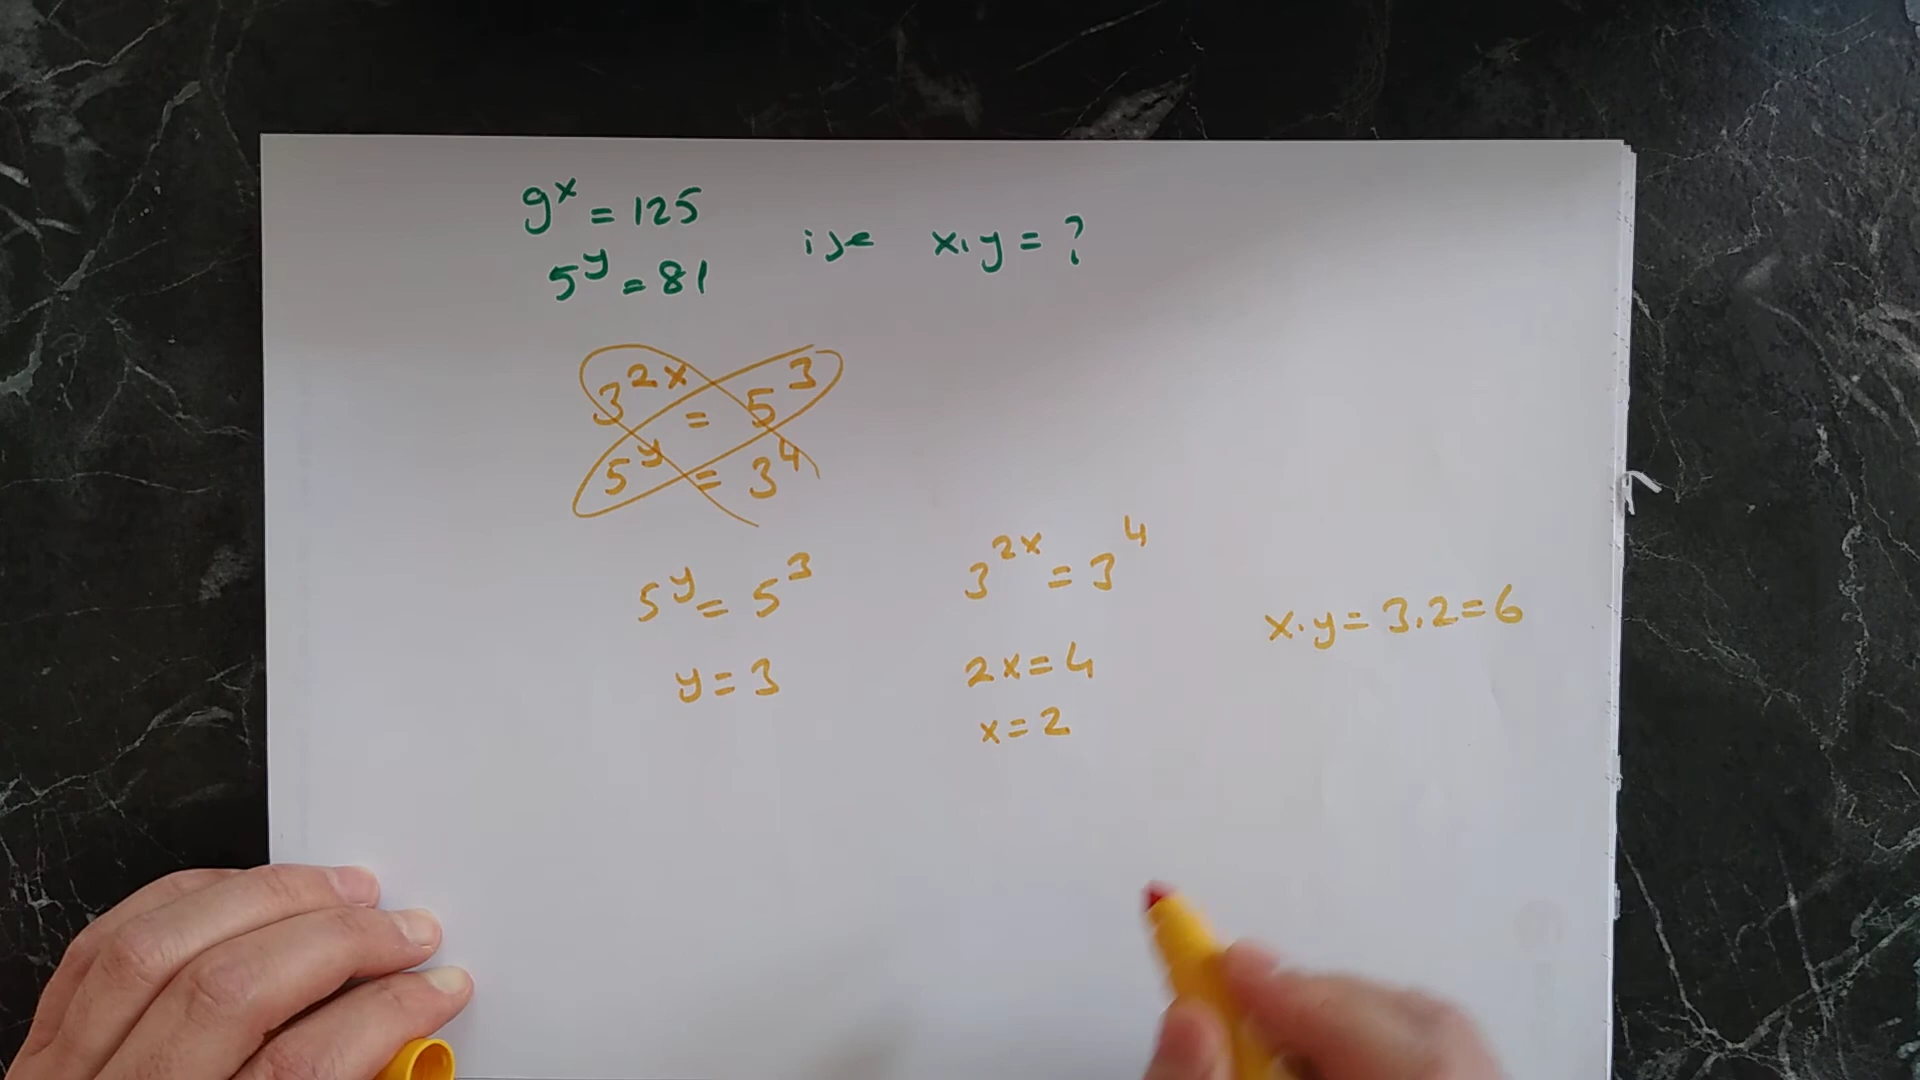 9^x = 125
5^y = 81
ise x.y = ?
3^2x = 5^3
5^y = 3^4
5^y = 5^3
y = 3
3^2x = 3^4
2x = 4
x = 2
x.y = 3.2 = 6